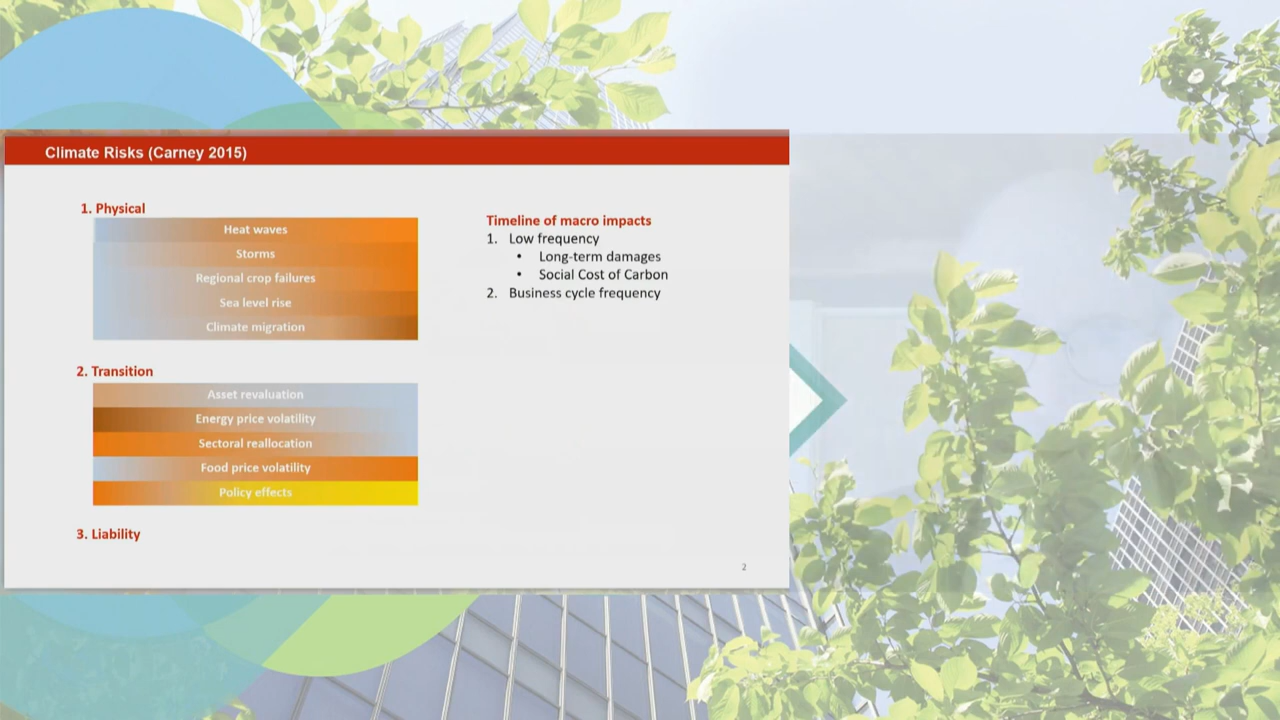 Climate Risks (Carney 2015)
1. Physical
Heat waves
Storms
Regional crop failures
Sea level rise
Climate migration
2. Transition
Asset revaluation
Energy price volatility
Sectoral reallocation
Food price volatility
Policy effects
3. Liability
Timeline of macro impacts
1. Low frequency
• Long-term damages
• Social Cost of Carbon
2. Business cycle frequency
2